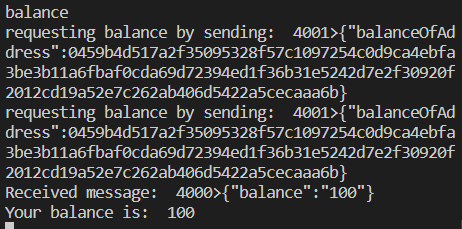 balance
requesting balance by sending:  4001>{"balanceOfAd
dress":0459b4d517a2f35095328f57c1097254c0d9ca4ebfa
3be3b11a6fbaf0cda69d72394ed1f36b31e5242d7e2f30920f
2012cd19a52e7c262ab406d5422a5cecaaa6b}
requesting balance by sending:  4001>{"balanceOfAd
dress":0459b4d517a2f35095328f57c1097254c0d9ca4ebfa
3be3b11a6fbaf0cda69d72394ed1f36b31e5242d7e2f30920f
2012cd19a52e7c262ab406d5422a5cecaaa6b}
Received message:  4000>{"balance":"100"}
Your balance is:  100